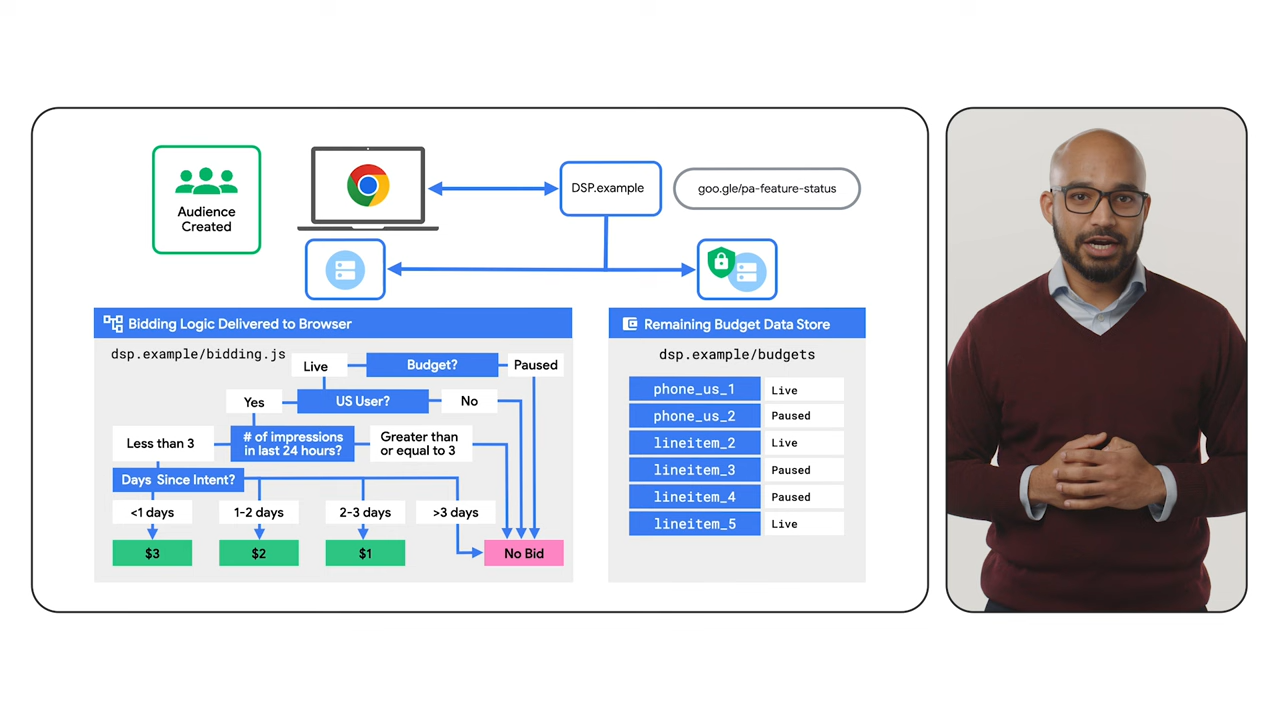 Audience
Created
DSP.example
goo.gle/pa-feature-status
Bidding Logic Delivered to Browser
dsp.example/bidding.js
Live
Budget?
Paused
Yes
US User?
No
Less than 3
# of impressions
in last 24 hours?
Greater than
or equal to 3
Days Since Intent?
<1 days
1-2 days
2-3 days
>3 days
$3
$2
$1
No Bid
Remaining Budget Data Store
dsp.example/budgets
phone_us_1 Live
phone_us_2 Paused
lineitem_2 Live
lineitem_3 Paused
lineitem_4 Paused
lineitem_5 Live